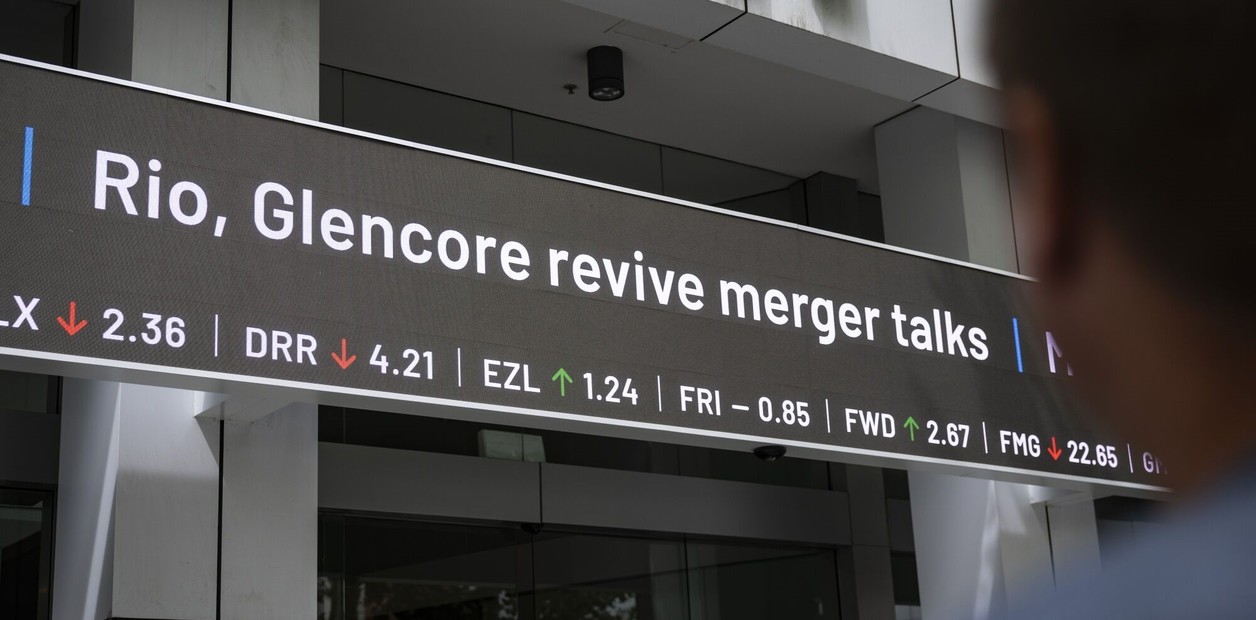 Rio, Glencore revive merger talks
LX ↓ 2.36 | DRR ↓ 4.21 | EZL ↑ 1.24 | FRI – 0.85 | FWD ↑ 2.67 | FMG ↓ 22.65 |